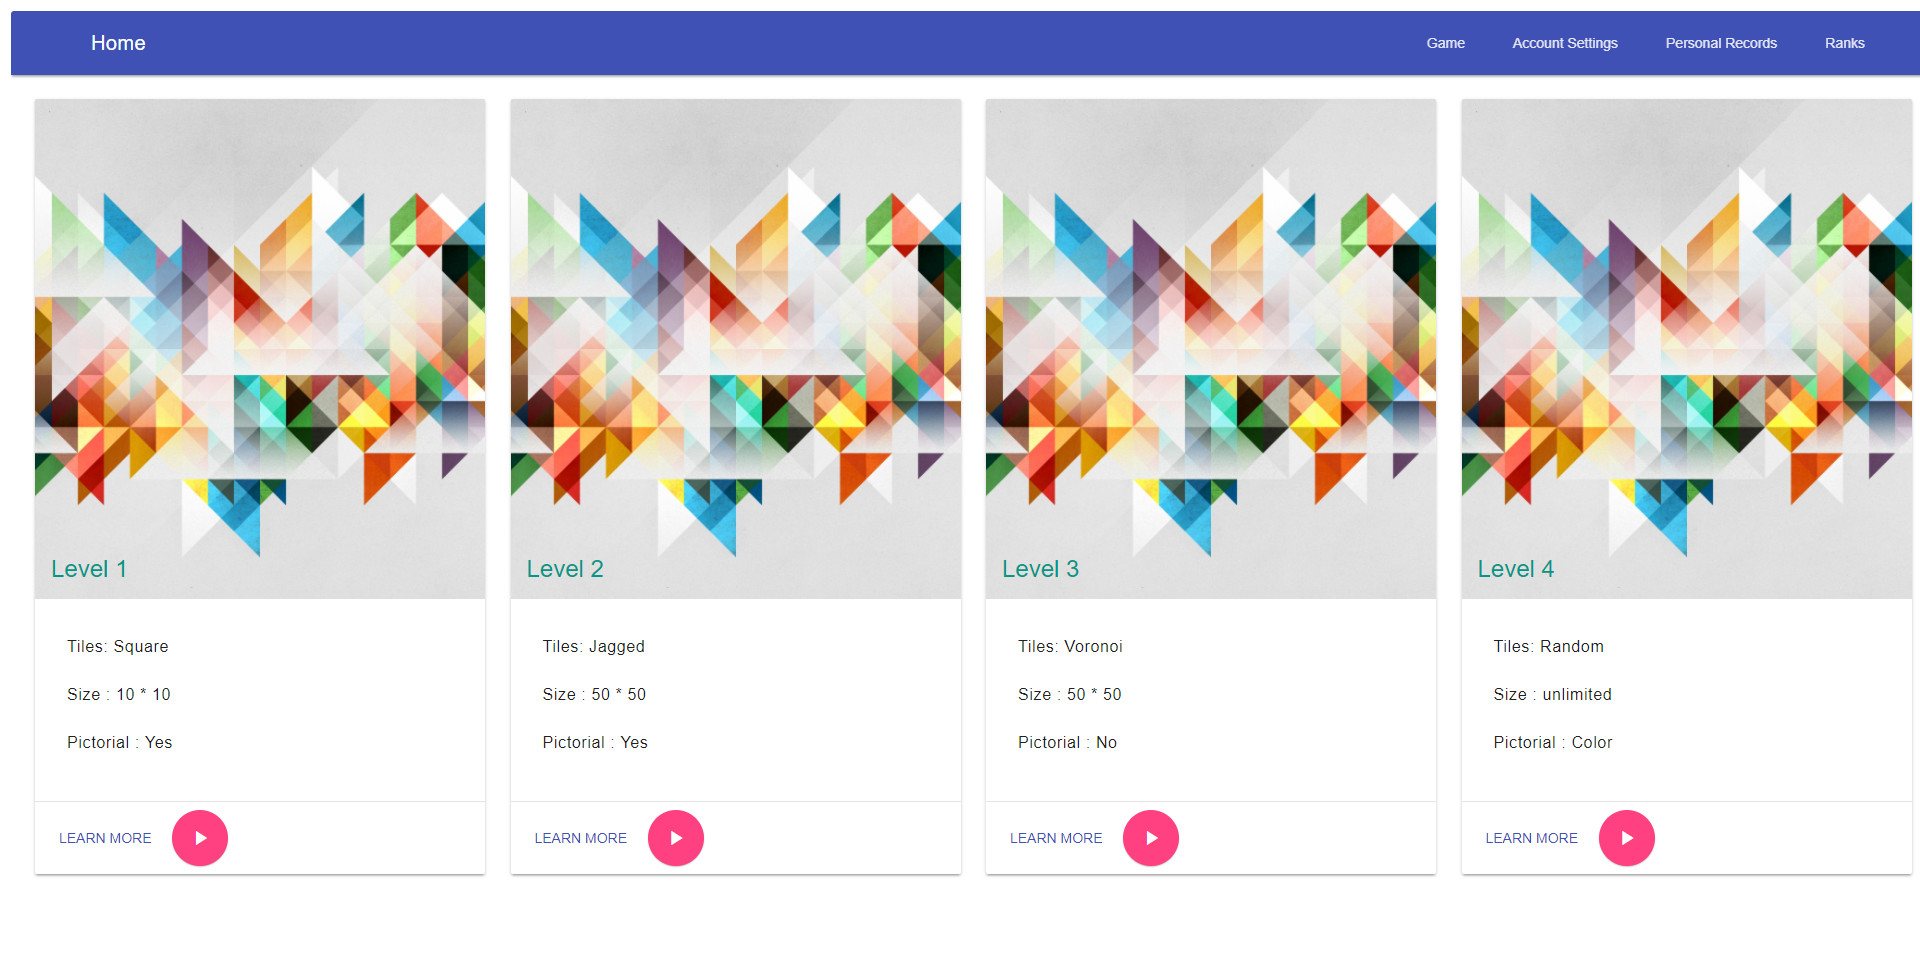 Home
Game
Account Settings
Personal Records
Ranks
Level 1
Tiles: Square
Size : 10 * 10
Pictorial : Yes
LEARN MORE
Level 2
Tiles: Jagged
Size : 50 * 50
Pictorial : Yes
LEARN MORE
Level 3
Tiles: Voronoi
Size : 50 * 50
Pictorial : No
LEARN MORE
Level 4
Tiles: Random
Size : unlimited
Pictorial : Color
LEARN MORE